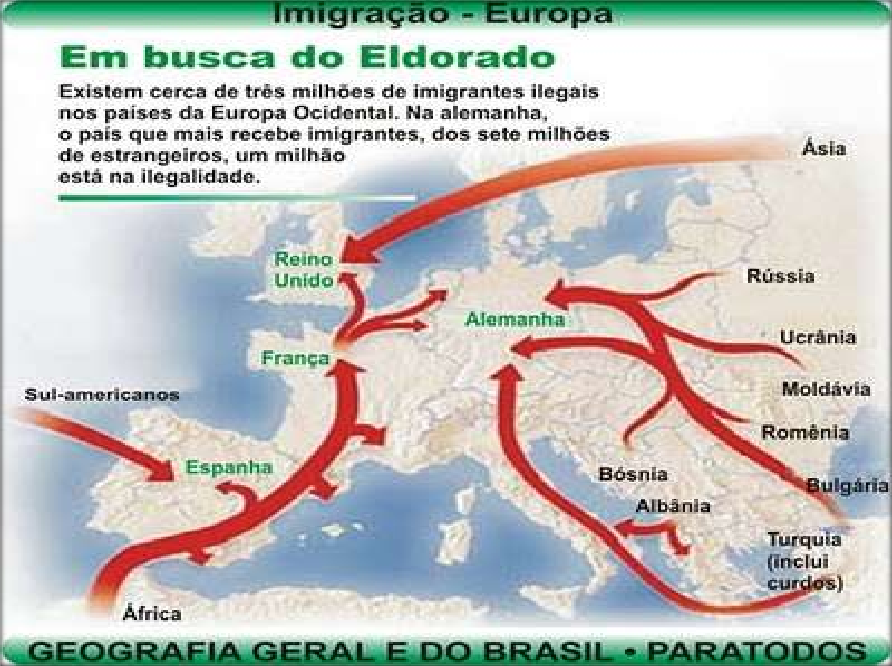 Imigração - Europa
Em busca do Eldorado
Existem cerca de três milhões de imigrantes ilegais
nos países da Europa Ocidental. Na alemanha,
o país que mais recebe imigrantes, dos sete milhões
de estrangeiros, um milhão
está na ilegalidade.
Ásia
Reino
Unido
Rússia
Alemanha
Ucrânia
França
Moldávia
Sul-americanos
Romênia
Espanha
Bósnia
Bulgária
Albânia
Turquia
(inclui
curdos)
África
GEOGRAFIA GERAL E DO BRASIL • PARATODOS